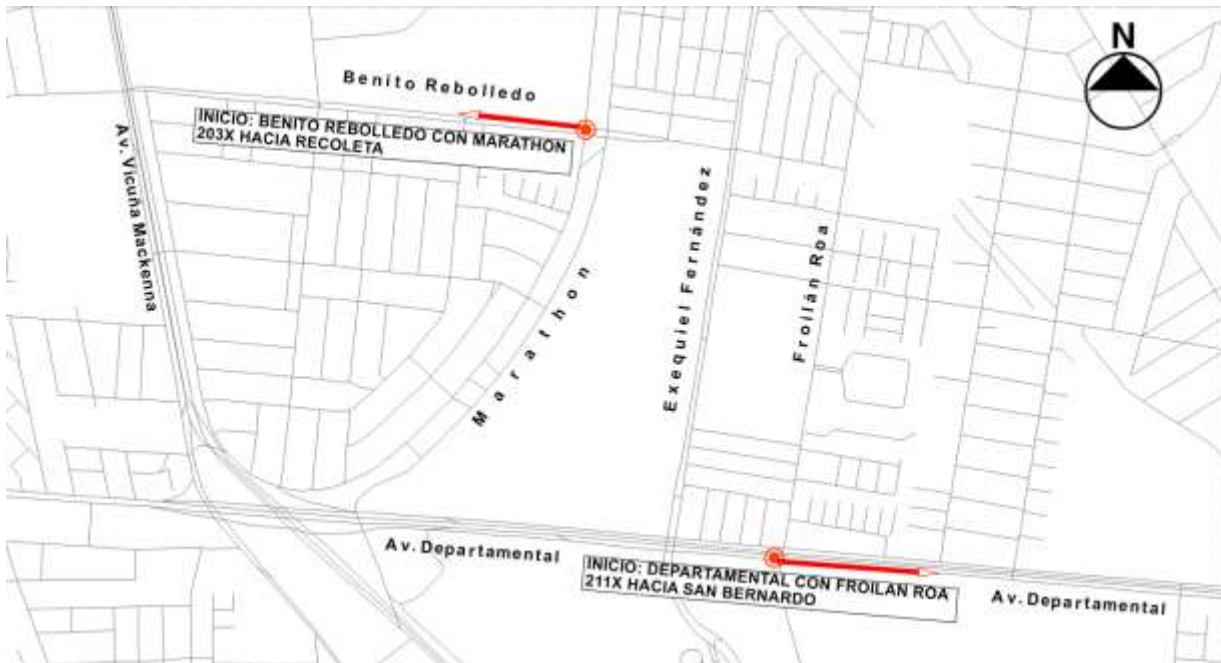 N
Benito Rebolledo
INICIO: BENITO REBOLLEDO CON MARATHON
203X HACIA RECOLETA
Av. Vicuña Mackenna
Marathon
Exequiel Fernández
Froilán Roa
Av. Departamental
INICIO: DEPARTAMENTAL CON FROILAN ROA
211X HACIA SAN BERNARDO
Av. Departamental